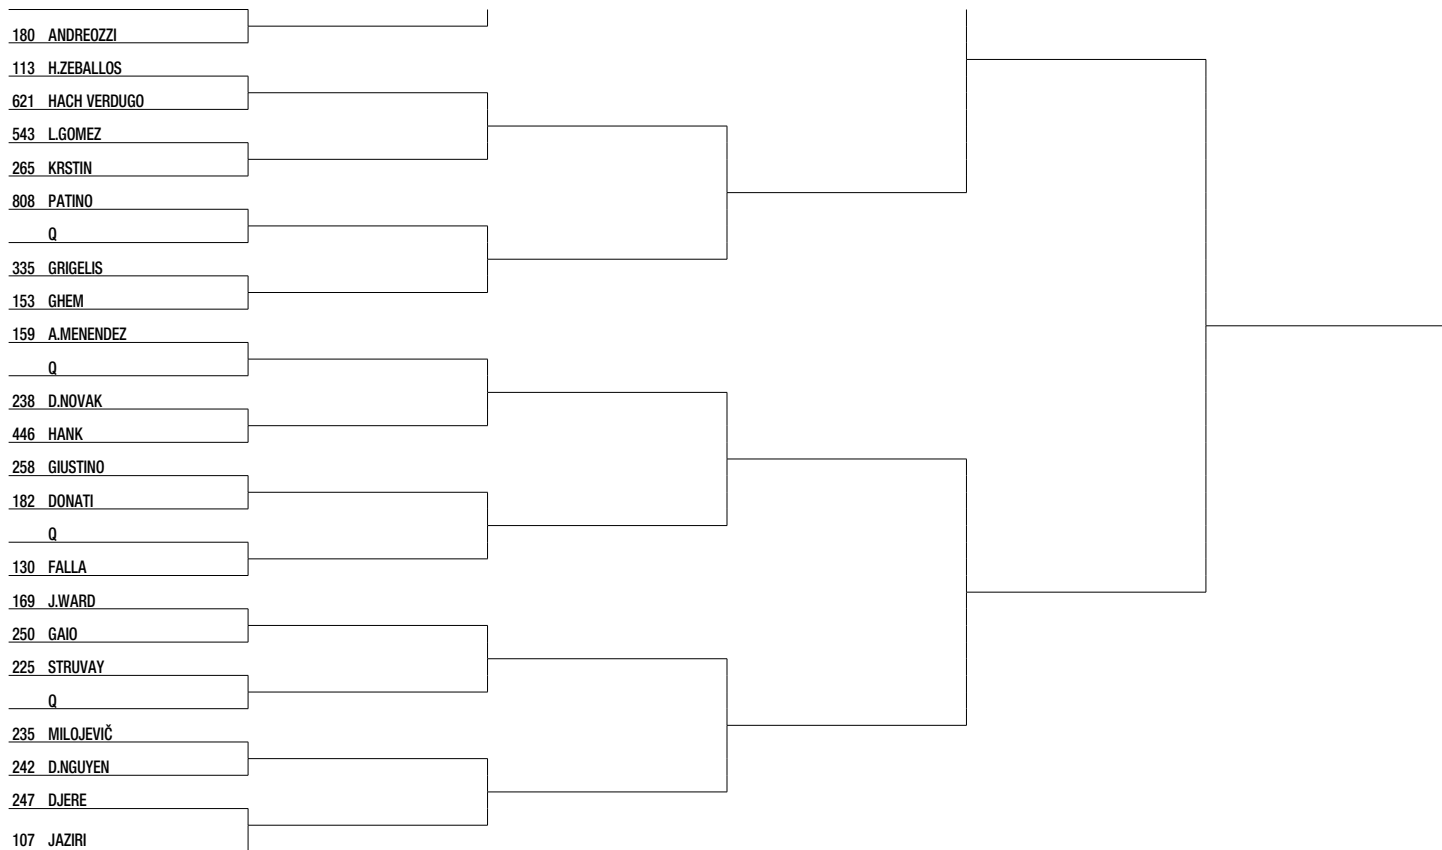 180 ANDREOZZI
113 H.ZEBALLOS
621 HACH VERDUGO
543 L.GOMEZ
265 KRSTIN
808 PATINO
Q
335 GRIGELIS
153 GHEM
159 A.MENENDEZ
Q
238 D.NOVAK
446 HANK
258 GIUSTINO
182 DONATI
Q
130 FALLA
169 J.WARD
250 GAIO
225 STRUVAY
Q
235 MILOJEVIČ
242 D.NGUYEN
247 DJERE
107 JAZIRI